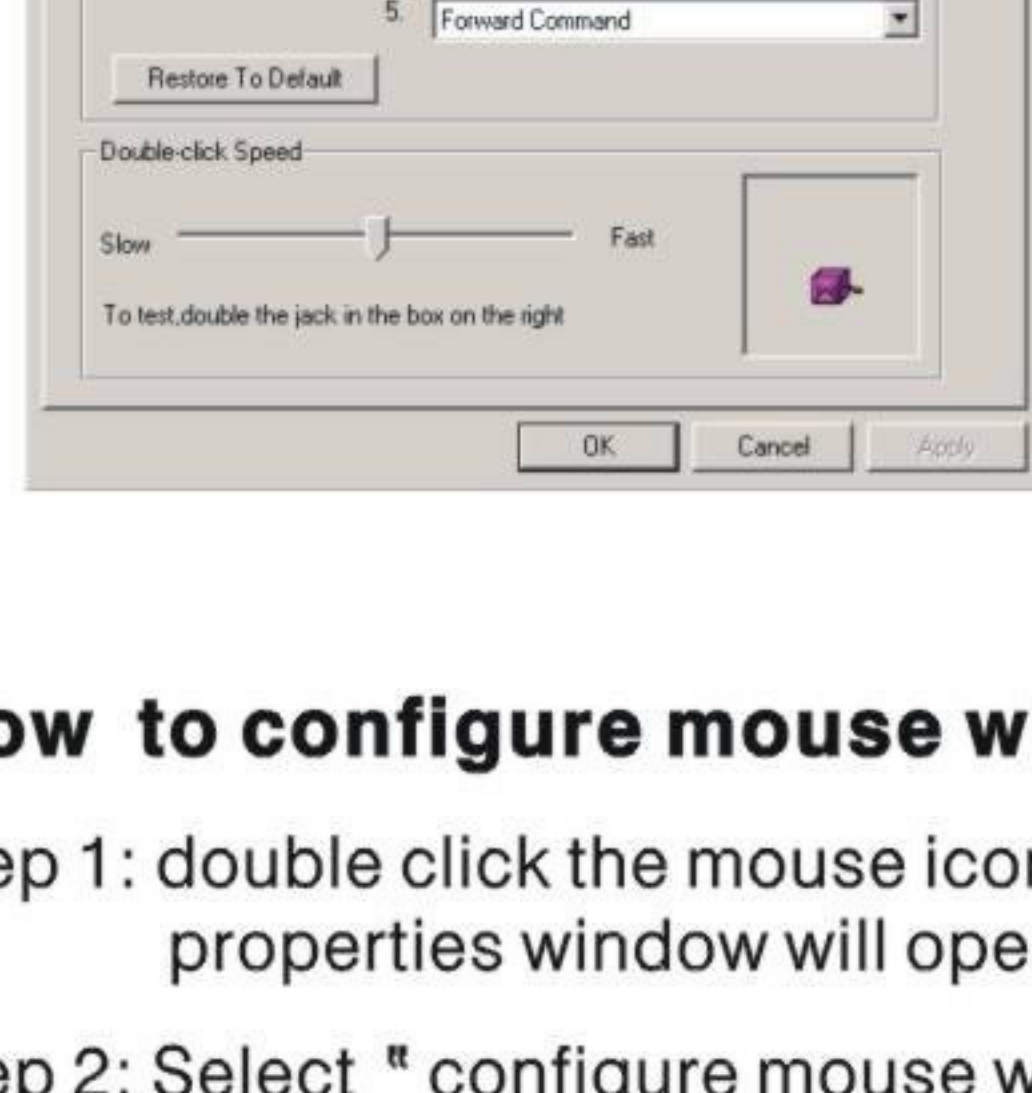 5.
Forward Command
Restore To Default
Double-click Speed
Slow
Fast
To test,double the jack in the box on the right
OK
Cancel
Apply
ow to configure mouse w
ep 1: double click the mouse icon
properties window will ope
ep 2: Select " configure mouse w